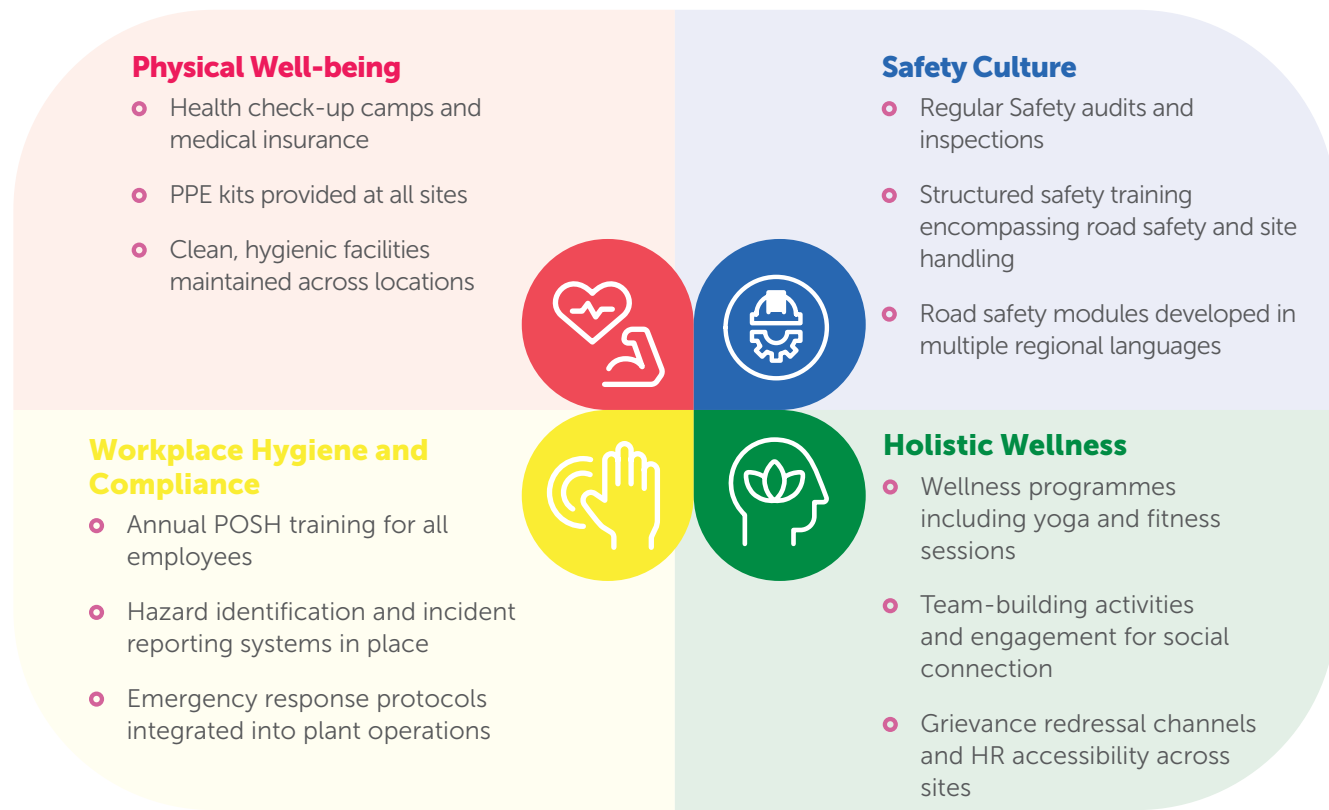 Physical Well-being
Health check-up camps and
medical insurance
PPE kits provided at all sites
Clean, hygienic facilities
maintained across locations
Safety Culture
Regular Safety audits and
inspections
Structured safety training
encompassing road safety and site
handling
Road safety modules developed in
multiple regional languages
Workplace Hygiene and
Compliance
Annual POSH training for all
employees
Hazard identification and incident
reporting systems in place
Emergency response protocols
integrated into plant operations
Holistic Wellness
Wellness programmes
including yoga and fitness
sessions
Team-building activities
and engagement for social
connection
Grievance redressal channels
and HR accessibility across
sites